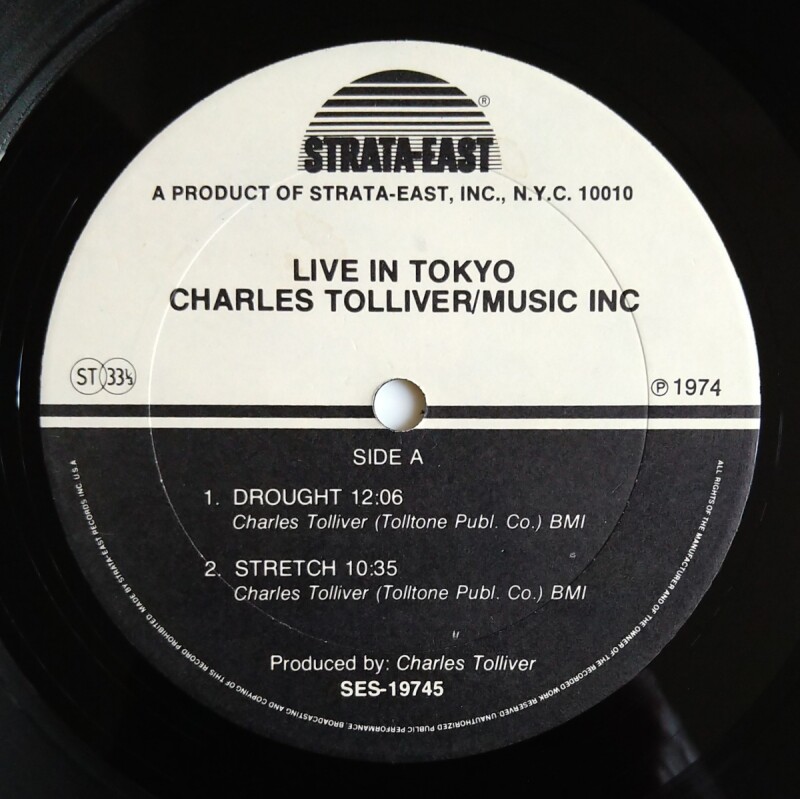 STRATA-EAST®
A PRODUCT OF STRATA-EAST, INC., N.Y.C. 10010
LIVE IN TOKYO
CHARLES TOLLIVER/MUSIC INC
ST 33⅓
℗ 1974
SIDE A
1. DROUGHT 12:06
Charles Tolliver (Tolltone Publ. Co.) BMI
2. STRETCH 10:35
Charles Tolliver (Tolltone Publ. Co.) BMI
Produced by: Charles Tolliver
SES-19745
ALL RIGHTS OF THE MANUFACTURER AND OF THE OWNER OF THE RECORDED WORK RESERVED UNAUTHORIZED PUBLIC PERFORMANCE, BROADCASTING AND COPYING OF THIS RECORD PROHIBITED MADE BY STRATA-EAST RECORDS INC U.S.A